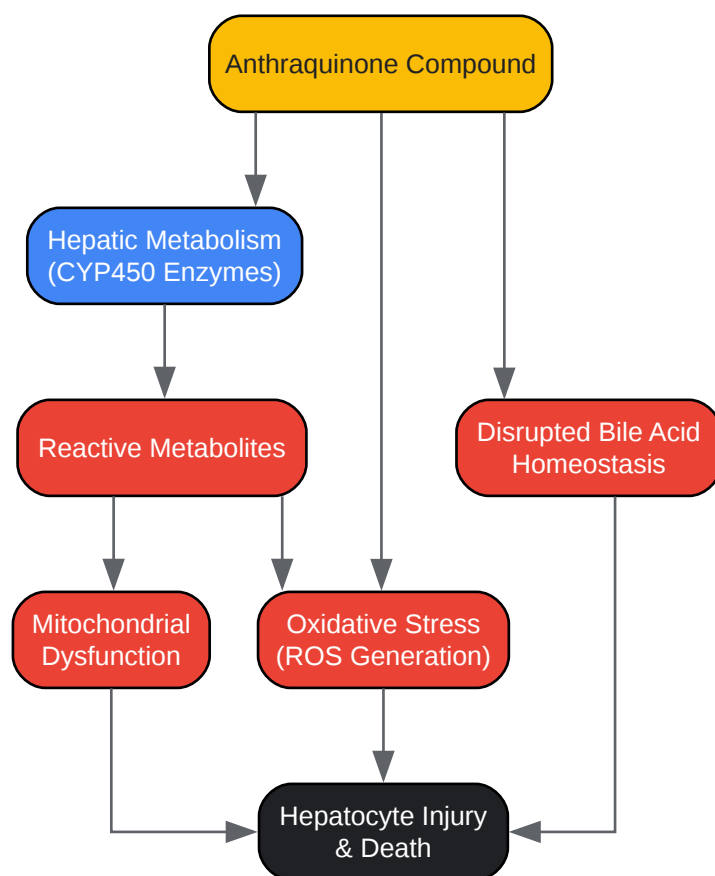 Anthraquinone Compound
Hepatic Metabolism
(CYP450 Enzymes)
Reactive Metabolites
Disrupted Bile Acid
Homeostasis
Mitochondrial
Dysfunction
Oxidative Stress
(ROS Generation)
Hepatocyte Injury
& Death